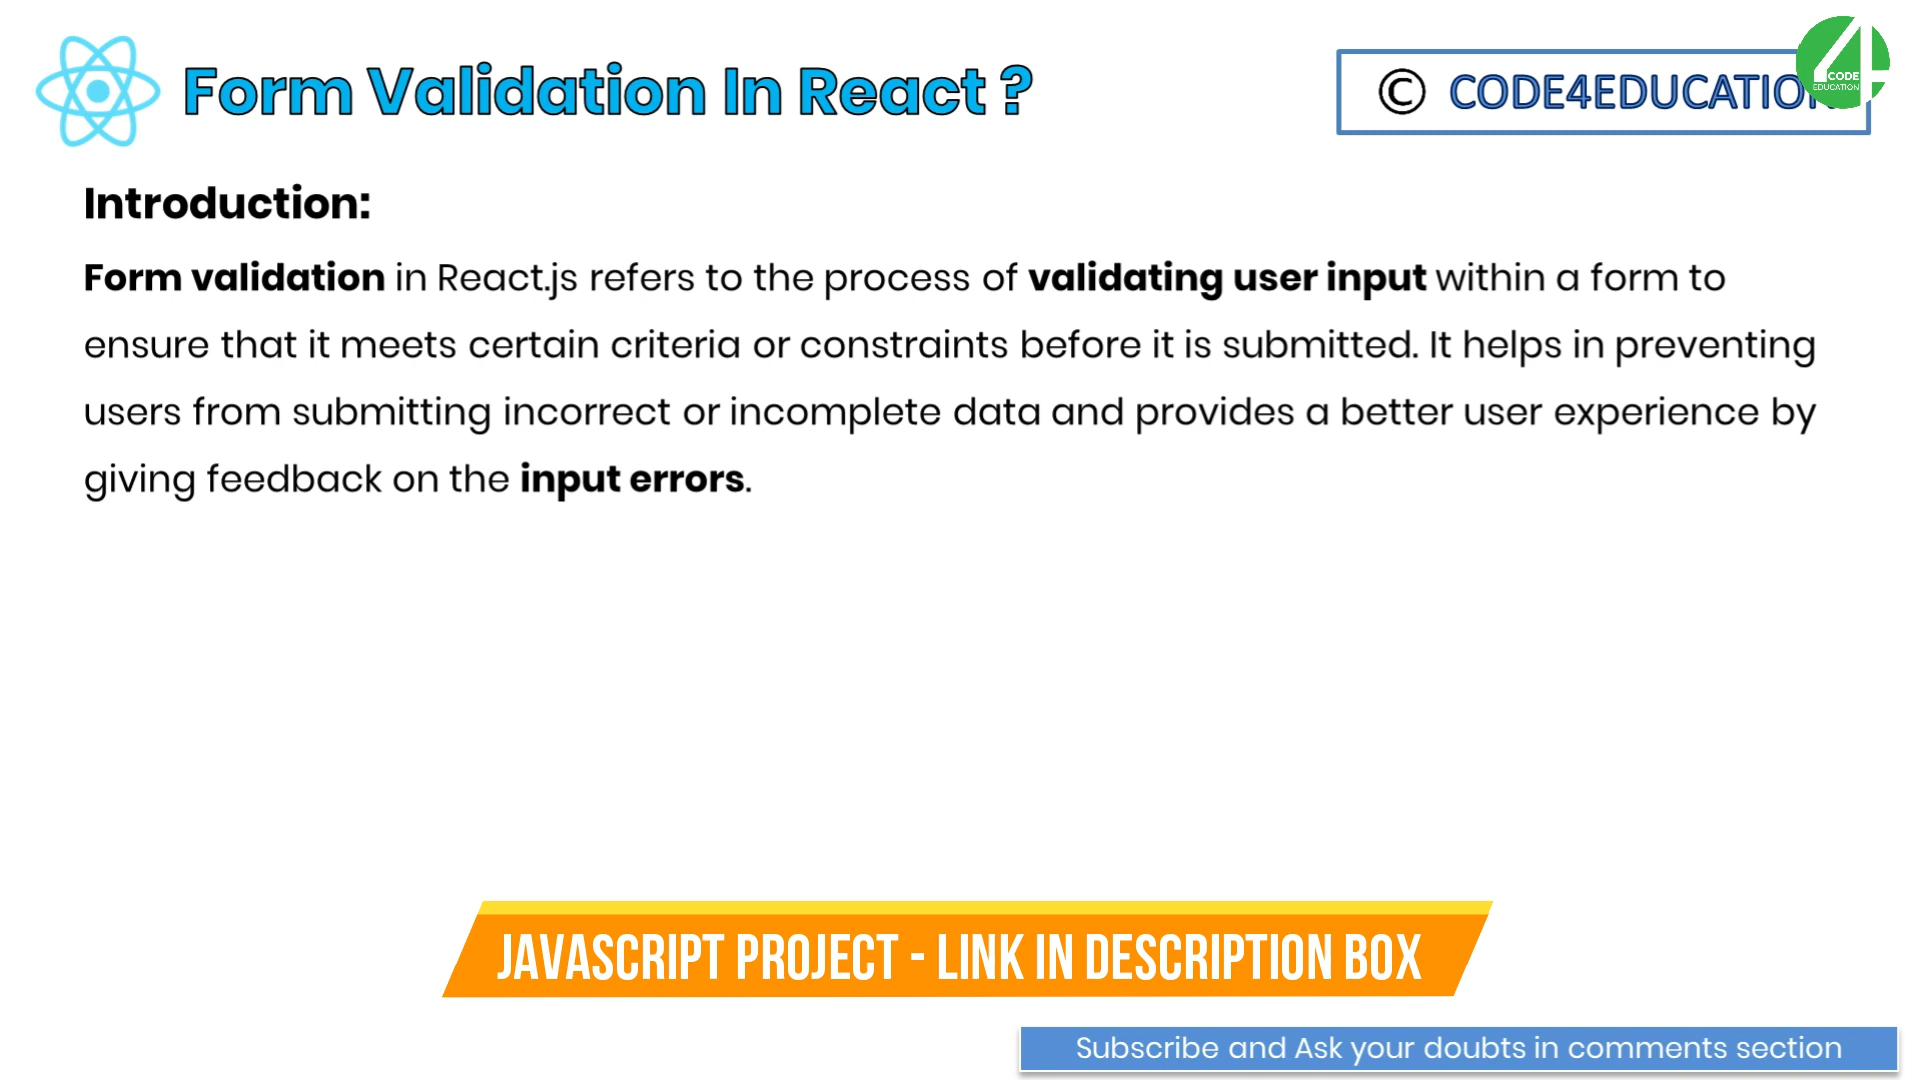 Form Validation In React ?
© CODE4EDUCATION
CODE
EDUCATION
Introduction:
Form validation in React.js refers to the process of validating user input within a form to
ensure that it meets certain criteria or constraints before it is submitted. It helps in preventing
users from submitting incorrect or incomplete data and provides a better user experience by
giving feedback on the input errors.
JAVASCRIPT PROJECT - LINK IN DESCRIPTION BOX
Subscribe and Ask your doubts in comments section